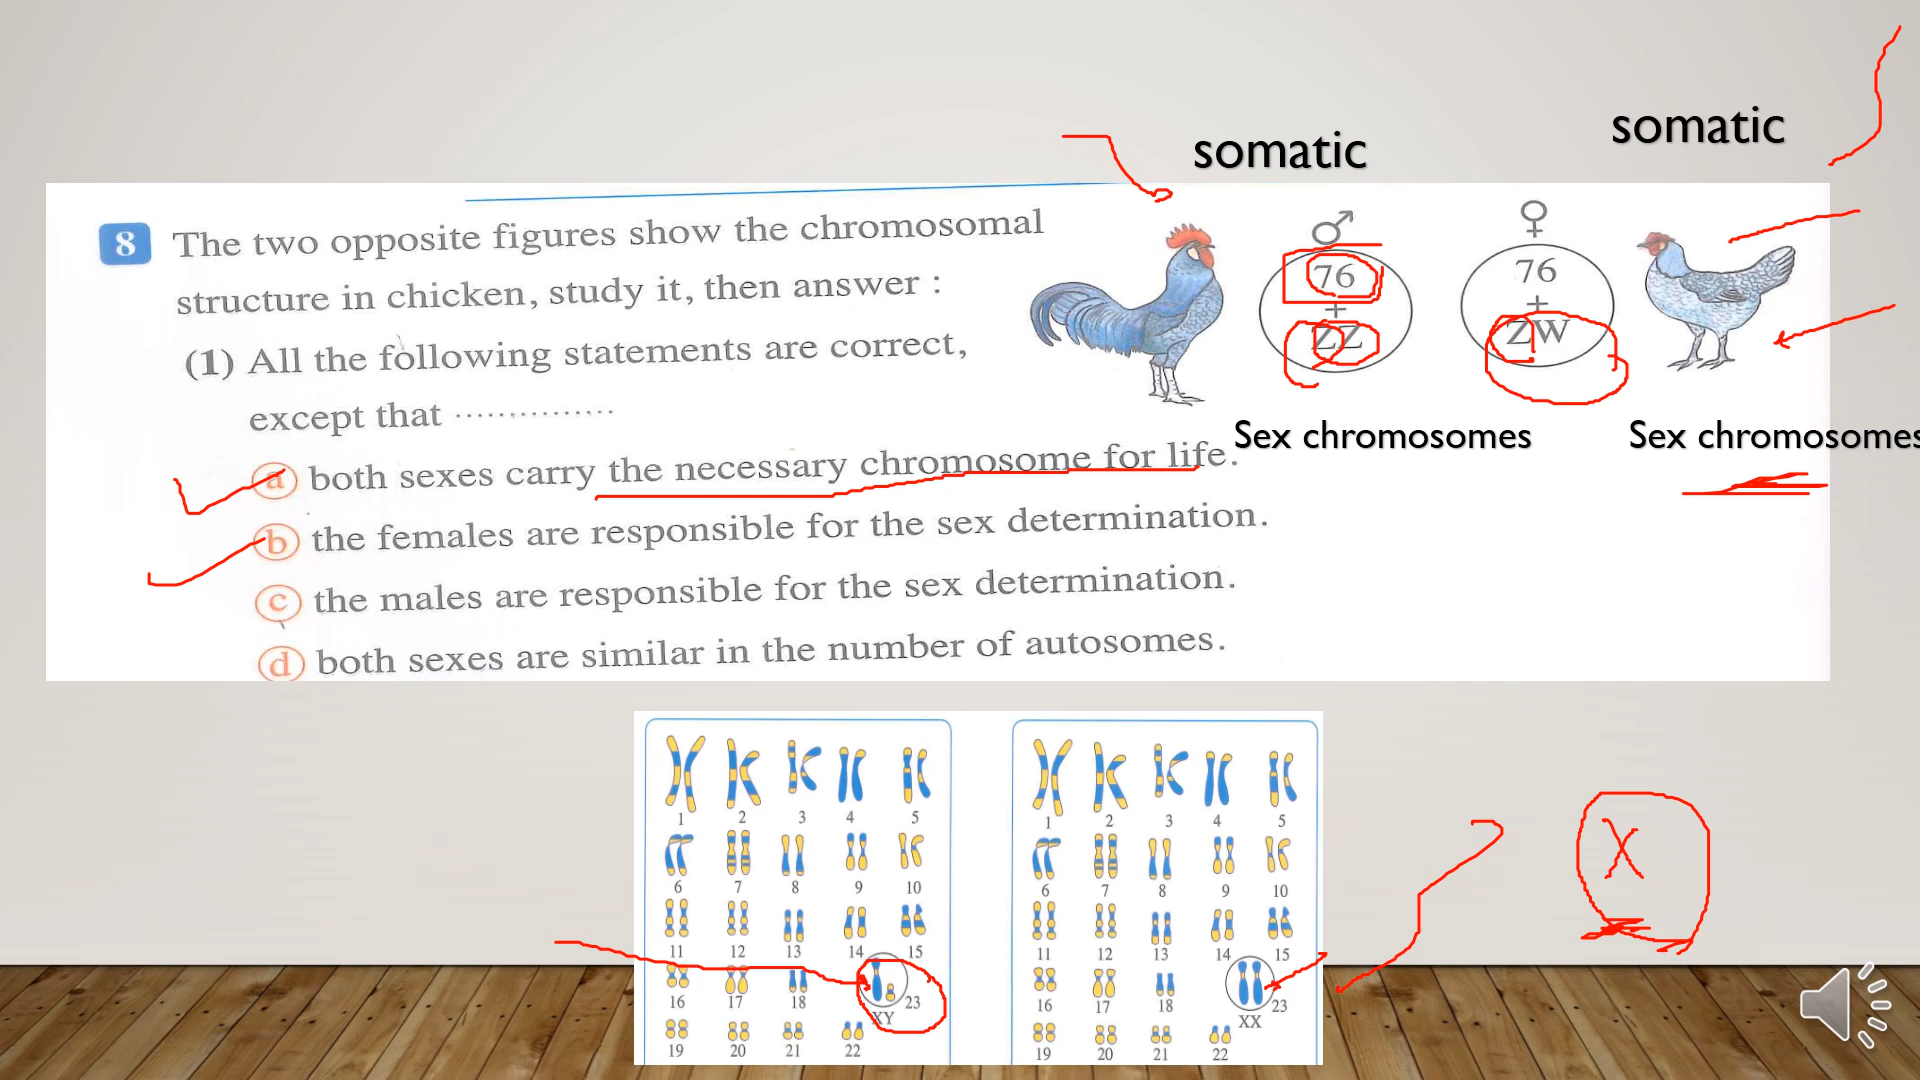 somatic
somatic
8 The two opposite figures show the chromosomal
structure in chicken, study it, then answer :
(1) All the following statements are correct,
except that ...............
a both sexes carry the necessary chromosome for life.
b the females are responsible for the sex determination.
c the males are responsible for the sex determination.
d both sexes are similar in the number of autosomes.
♂
76
+
ZZ
♀
76
+
ZW
Sex chromosomes
Sex chromosomes
1 2 3 4 5
6 7 8 9 10
11 12 13 14 15
16 17 18 23
XY
19 20 21 22
1 2 3 4 5
6 7 8 9 10
11 12 13 14 15
16 17 18 23
XX
19 20 21 22
X